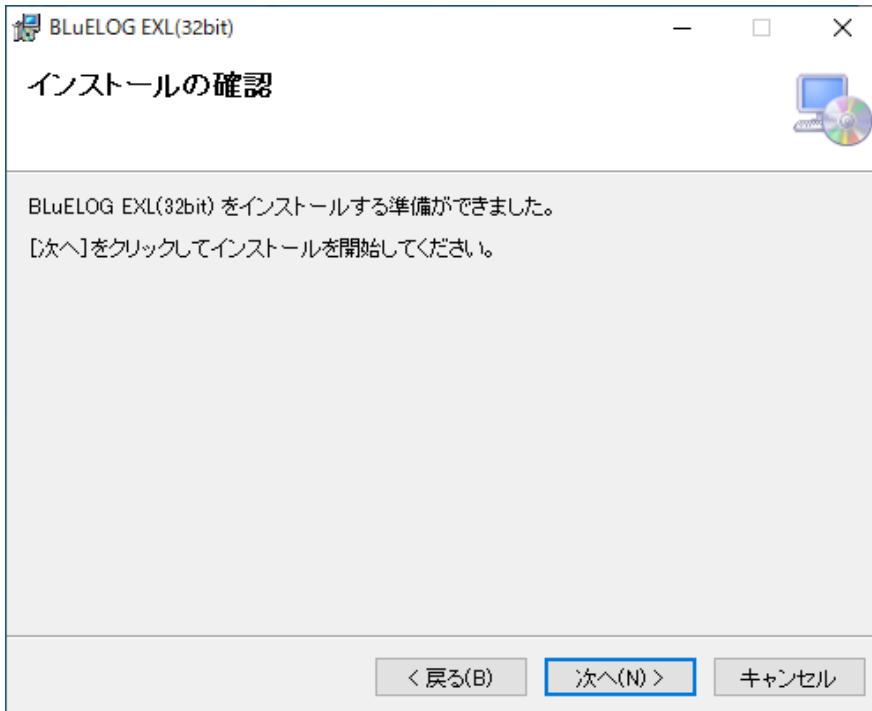 BLuELOG EXL(32bit)
インストールの確認
BLuELOG EXL(32bit) をインストールする準備ができました。
[次へ]をクリックしてインストールを開始してください。
< 戻る(B)
次へ(N) >
キャンセル